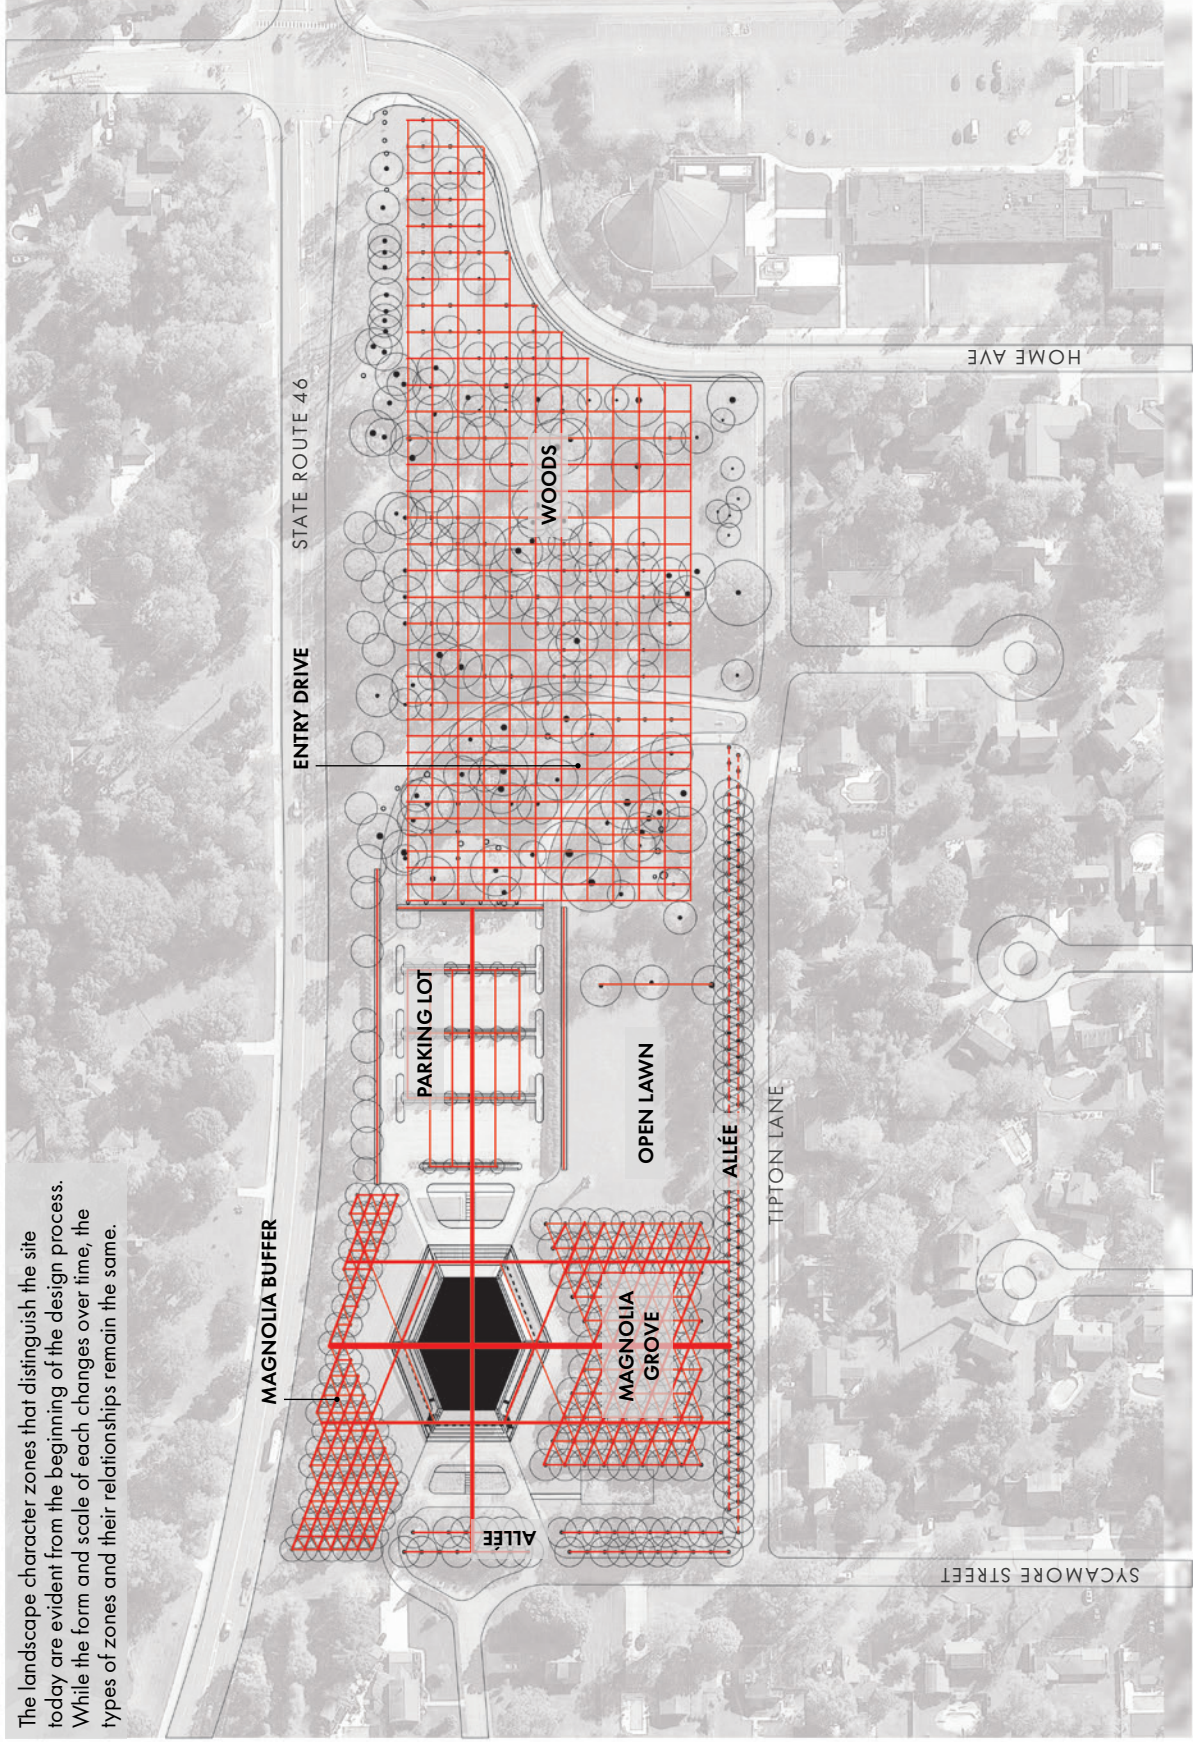 The landscape character zones that distinguish the site
today are evident from the beginning of the design process.
While the form and scale of each changes over time, the
types of zones and their relationships remain the same.
MAGNOLIA BUFFER
ENTRY DRIVE
STATE ROUTE 46
PARKING LOT
WOODS
ALLÉE
MAGNOLIA
GROVE
OPEN LAWN
ALLÉE
TIPTON LANE
SYCAMORE STREET
HOME AVE